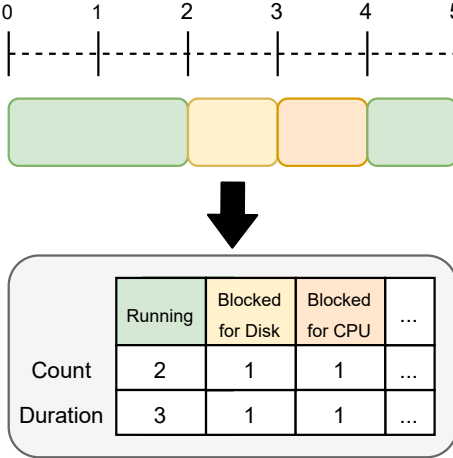 0 1 2 3 4 5
Running Blocked for Disk Blocked for CPU ...
Count 2 1 1 ...
Duration 3 1 1 ...